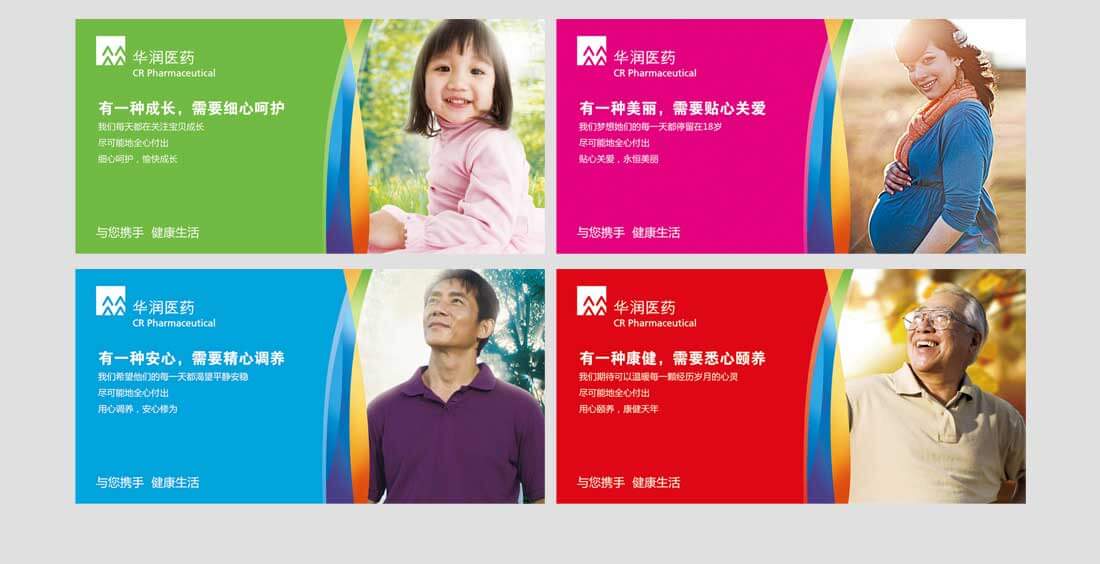 华润医药
CR Pharmaceutical
有一种成长，需要细心呵护
我们每天都在关注宝贝成长
尽可能地全心付出
细心呵护，愉快成长
与您携手 健康生活
华润医药
CR Pharmaceutical
有一种美丽，需要贴心关爱
我们梦想她们的每一天都停留在18岁
尽可能地全心付出
贴心关爱，永恒美丽
与您携手 健康生活
华润医药
CR Pharmaceutical
有一种安心，需要精心调养
我们希望他们的每一天都渴望平静安稳
尽可能地全心付出
用心调养，安心修为
与您携手 健康生活
华润医药
CR Pharmaceutical
有一种康健，需要悉心颐养
我们期待可以温暖每一颗经历岁月的心灵
尽可能地全心付出
用心颐养，康健天年
与您携手 健康生活